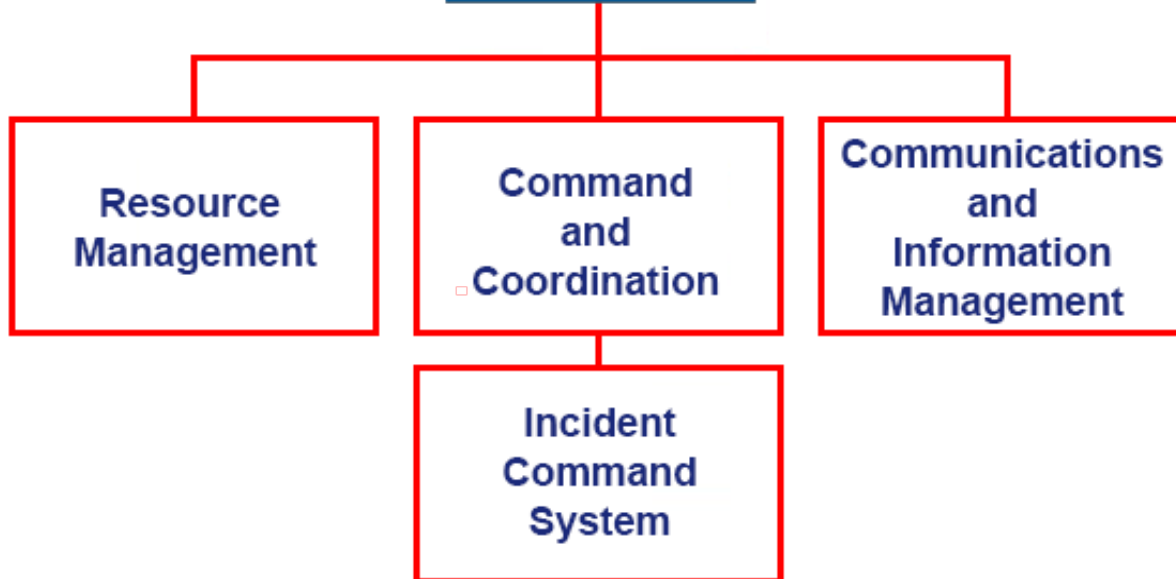 Resource
Management
Command
and
Coordination
Communications
and
Information
Management
Incident
Command
System